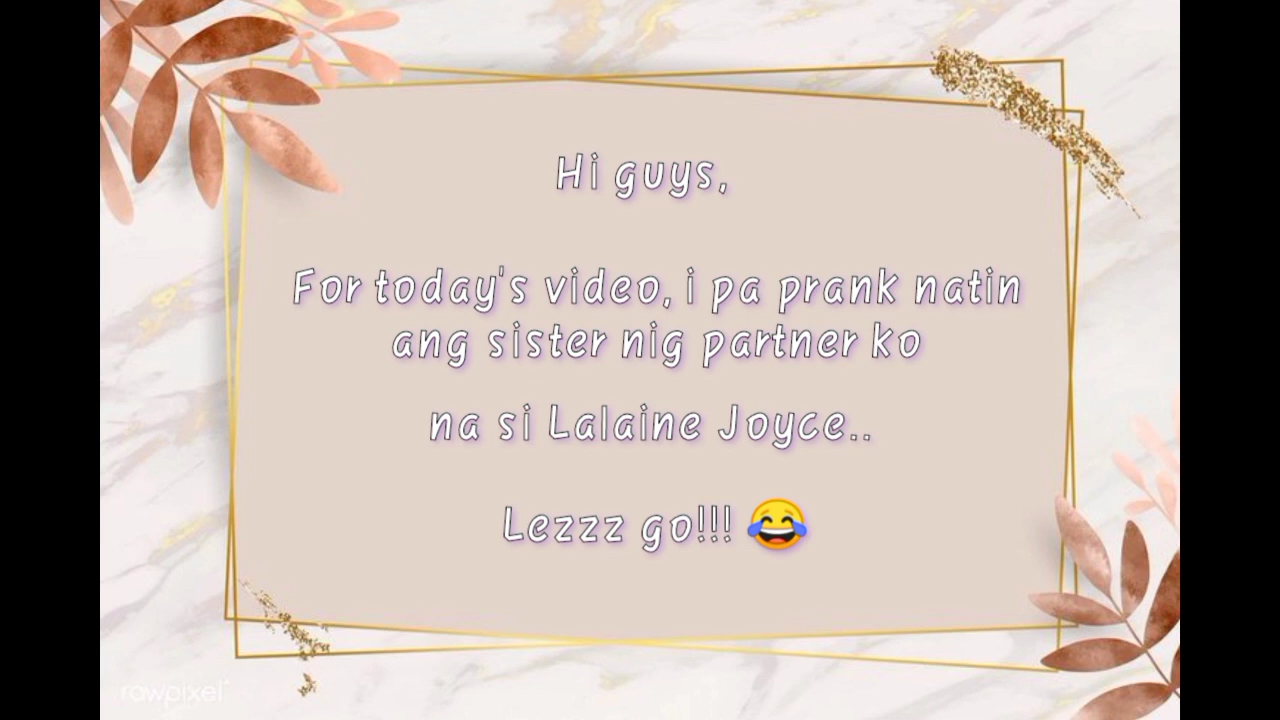 Hi guys,
For today's video, i pa prank natin
ang sister nig partner ko
na si Lalaine Joyce..
Lezzz go!!! 😂
rawpixel